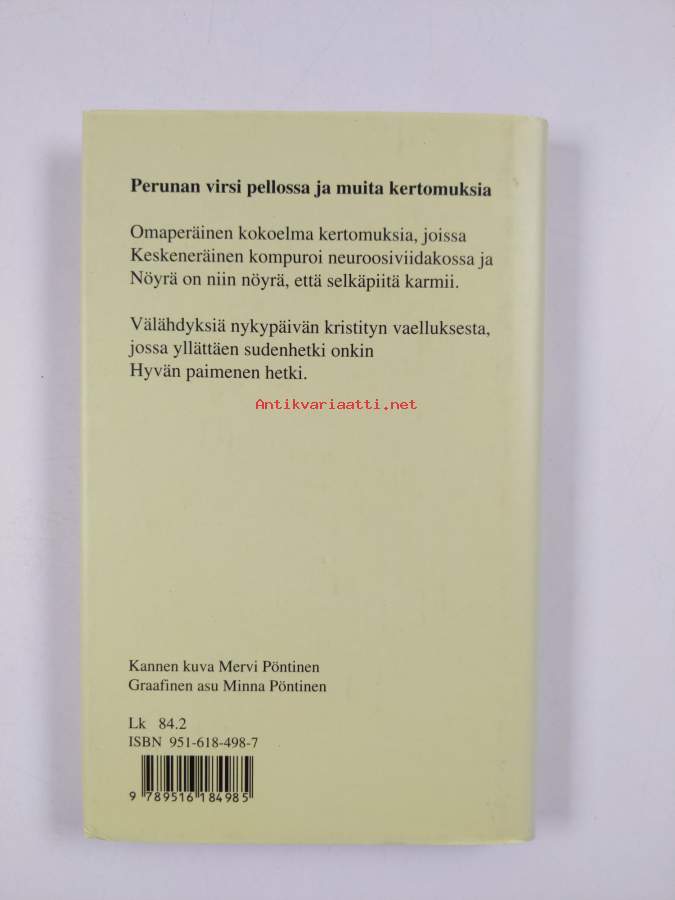 Perunan virsi pellossa ja muita kertomuksia
Omaperäinen kokoelma kertomuksia, joissa
Keskeneräinen kompuroi neuroosiviidakossa ja
Nöyrä on niin nöyrä, että selkäpiitä karmii.
Välähdyksiä nykypäivän kristityn vaelluksesta,
jossa yllättäen sudenhetki onkin
Hyvän paimenen hetki.
Antikvariaatti.net
Kannen kuva Mervi Pöntinen
Graafinen asu Minna Pöntinen
Lk 84.2
ISBN 951-618-498-7
9 789516 184985